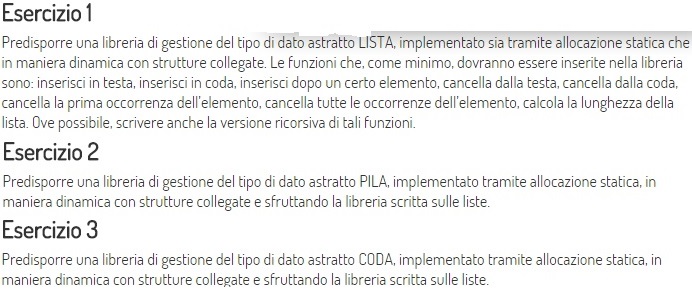 Esercizio 1
Predisporre una libreria di gestione del tipo di dato astratto LISTA, implementato sia tramite allocazione statica che
in maniera dinamica con strutture collegate. Le funzioni che, come minimo, dovranno essere inserite nella libreria
sono: inserisci in testa, inserisci in coda, inserisci dopo un certo elemento, cancella dalla testa, cancella dalla coda,
cancella la prima occorrenza dell'elemento, cancella tutte le occorrenze dell'elemento, calcola la lunghezza della
lista. Ove possibile, scrivere anche la versione ricorsiva di tali funzioni.
Esercizio 2
Predisporre una libreria di gestione del tipo di dato astratto PILA, implementato tramite allocazione statica, in
maniera dinamica con strutture collegate e sfruttando la libreria scritta sulle liste.
Esercizio 3
Predisporre una libreria di gestione del tipo di dato astratto CODA, implementato tramite allocazione statica, in
maniera dinamica con strutture collegate e sfruttando la libreria scritta sulle liste.